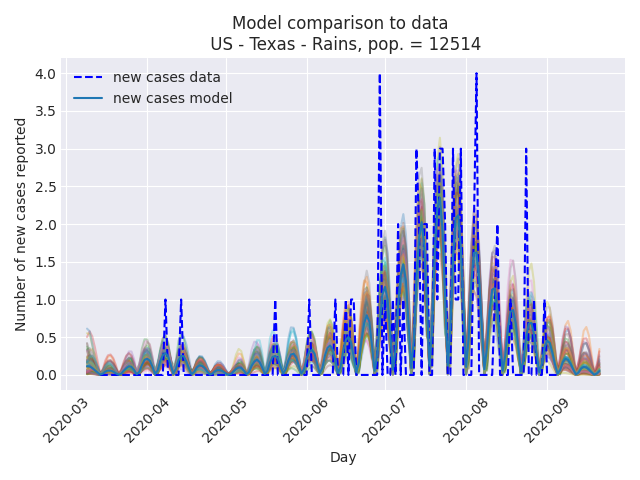 Model comparison to data
US - Texas - Rains, pop. = 12514
new cases data
new cases model
Number of new cases reported
4.0
3.5
3.0
2.5
2.0
1.5
1.0
0.5
0.0
2020-03
2020-04
2020-05
2020-06
2020-07
2020-08
2020-09
Day